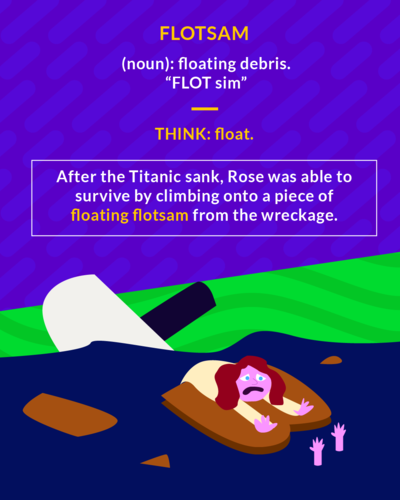 FLOTSAM
(noun): floating debris.
“FLOT sim”
THINK: float.
After the Titanic sank, Rose was able to
survive by climbing onto a piece of
floating flotsam from the wreckage.